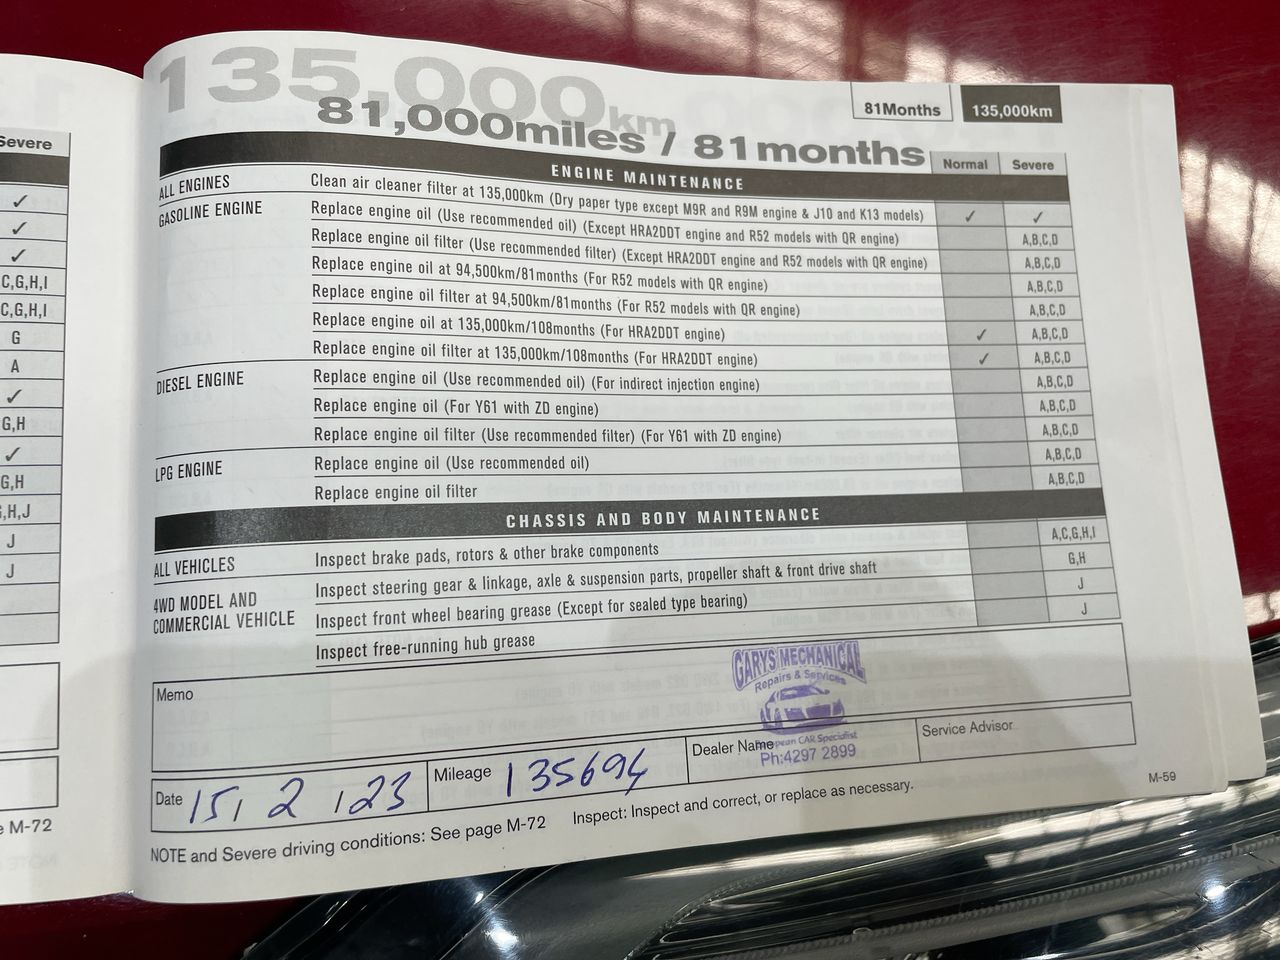 Severe
✓
✓
✓
C,G,H,I
C,G,H,I
G
A
✓
G,H
✓
G,H
G,H,J
J
J
M-72
135,000km
81,000miles / 81months
81Months
135,000km
Normal
Severe
ENGINE MAINTENANCE
ALL ENGINES Clean air cleaner filter at 135,000km (Dry paper type except M9R and R9M engine & J10 and K13 models) ✓ ✓
GASOLINE ENGINE Replace engine oil (Use recommended oil) (Except HRA2DDT engine and R52 models with QR engine) A,B,C,D
Replace engine oil filter (Use recommended filter) (Except HRA2DDT engine and R52 models with QR engine) A,B,C,D
Replace engine oil at 94,500km/81months (For R52 models with QR engine) A,B,C,D
Replace engine oil filter at 94,500km/81months (For R52 models with QR engine) A,B,C,D
Replace engine oil at 135,000km/108months (For HRA2DDT engine) ✓ A,B,C,D
Replace engine oil filter at 135,000km/108months (For HRA2DDT engine) ✓ A,B,C,D
DIESEL ENGINE Replace engine oil (Use recommended oil) (For indirect injection engine) A,B,C,D
Replace engine oil (For Y61 with ZD engine) A,B,C,D
Replace engine oil filter (Use recommended filter) (For Y61 with ZD engine) A,B,C,D
LPG ENGINE Replace engine oil (Use recommended oil) A,B,C,D
Replace engine oil filter A,B,C,D
CHASSIS AND BODY MAINTENANCE
ALL VEHICLES Inspect brake pads, rotors & other brake components A,C,G,H,I
Inspect steering gear & linkage, axle & suspension parts, propeller shaft & front drive shaft G,H
4WD MODEL AND COMMERCIAL VEHICLE Inspect front wheel bearing grease (Except for sealed type bearing) J
Inspect free-running hub grease J
Memo
GARYS MECHANICAL
Repairs & Services
European CAR Specialist
Ph:4297 2899
Date 15, 2, 23
Mileage 135694
Dealer Name
Service Advisor
NOTE and Severe driving conditions: See page M-72 Inspect: Inspect and correct, or replace as necessary.
M-59